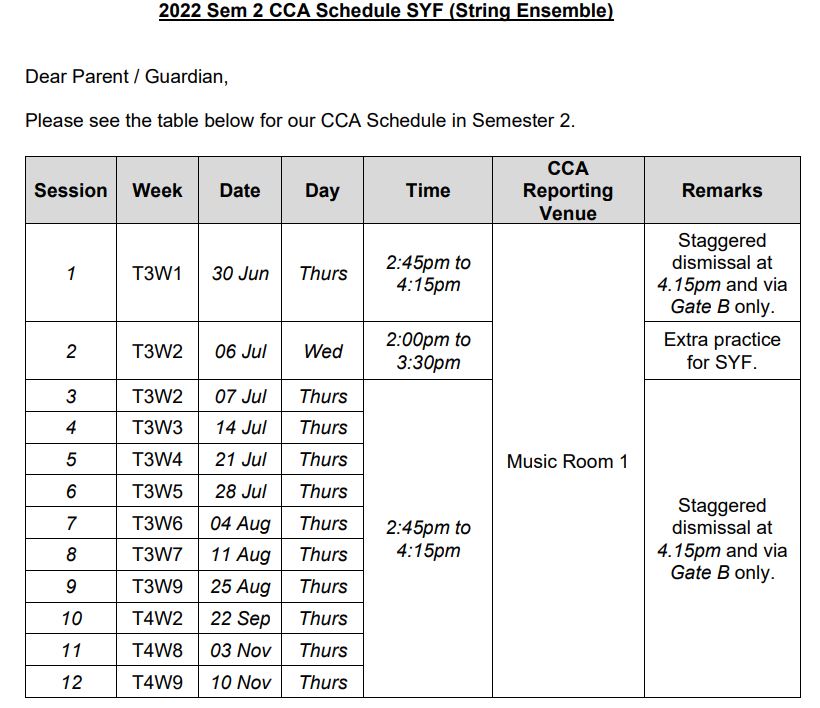 2022 Sem 2 CCA Schedule SYF (String Ensemble)
Dear Parent / Guardian,
Please see the table below for our CCA Schedule in Semester 2.
Session Week Date Day Time CCA Reporting Venue Remarks
1 T3W1 30 Jun Thurs 2:45pm to 4:15pm Music Room 1 Staggered dismissal at 4.15pm and via Gate B only.
2 T3W2 06 Jul Wed 2:00pm to 3:30pm Extra practice for SYF.
3 T3W2 07 Jul Thurs 2:45pm to 4:15pm Staggered dismissal at 4.15pm and via Gate B only.
4 T3W3 14 Jul Thurs
5 T3W4 21 Jul Thurs
6 T3W5 28 Jul Thurs
7 T3W6 04 Aug Thurs
8 T3W7 11 Aug Thurs
9 T3W9 25 Aug Thurs
10 T4W2 22 Sep Thurs
11 T4W8 03 Nov Thurs
12 T4W9 10 Nov Thurs